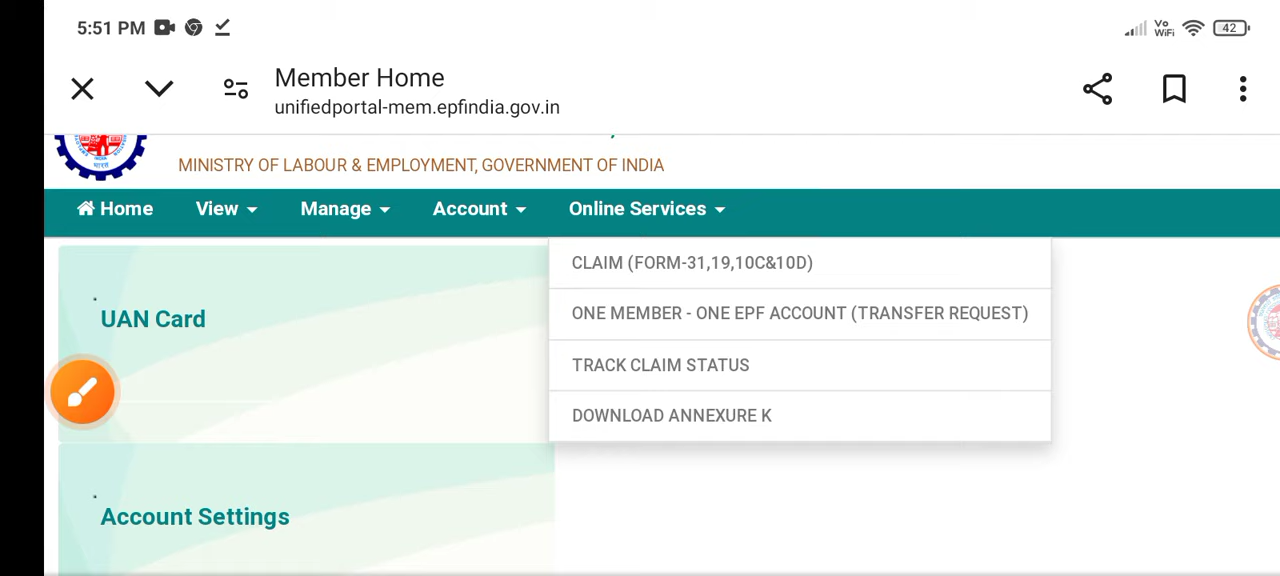 5:51 PM
Vo
WiFi
42
Member Home
unifiedportal-mem.epfindia.gov.in
MINISTRY OF LABOUR & EMPLOYMENT, GOVERNMENT OF INDIA
Home View Manage Account Online Services
CLAIM (FORM-31,19,10C&10D)
ONE MEMBER - ONE EPF ACCOUNT (TRANSFER REQUEST)
TRACK CLAIM STATUS
DOWNLOAD ANNEXURE K
UAN Card
Account Settings